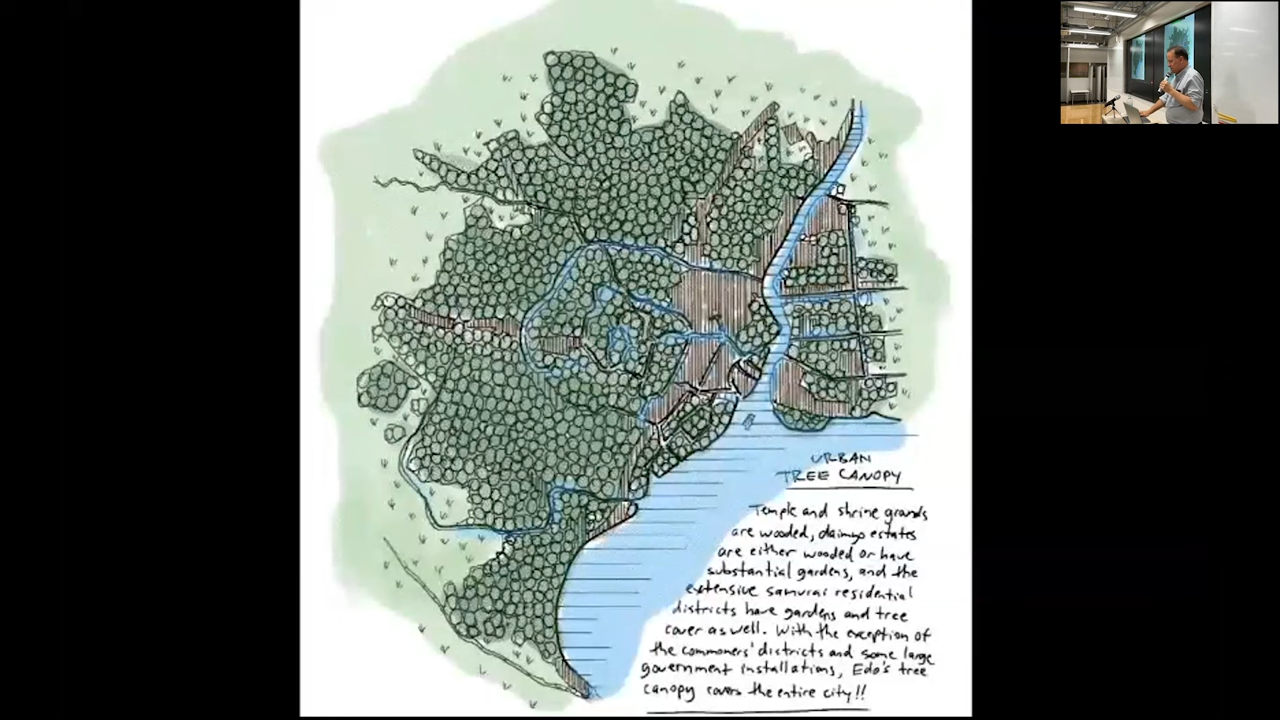 URBAN
TREE CANOPY
Temple and shrine grounds
are wooded, daimyo estates
are either wooded or have
substantial gardens, and the
extensive samurai residential
districts have gardens and tree
cover as well. With the exception of
the commoners' districts and some large
government installations, Edo's tree
canopy covers the entire city!!